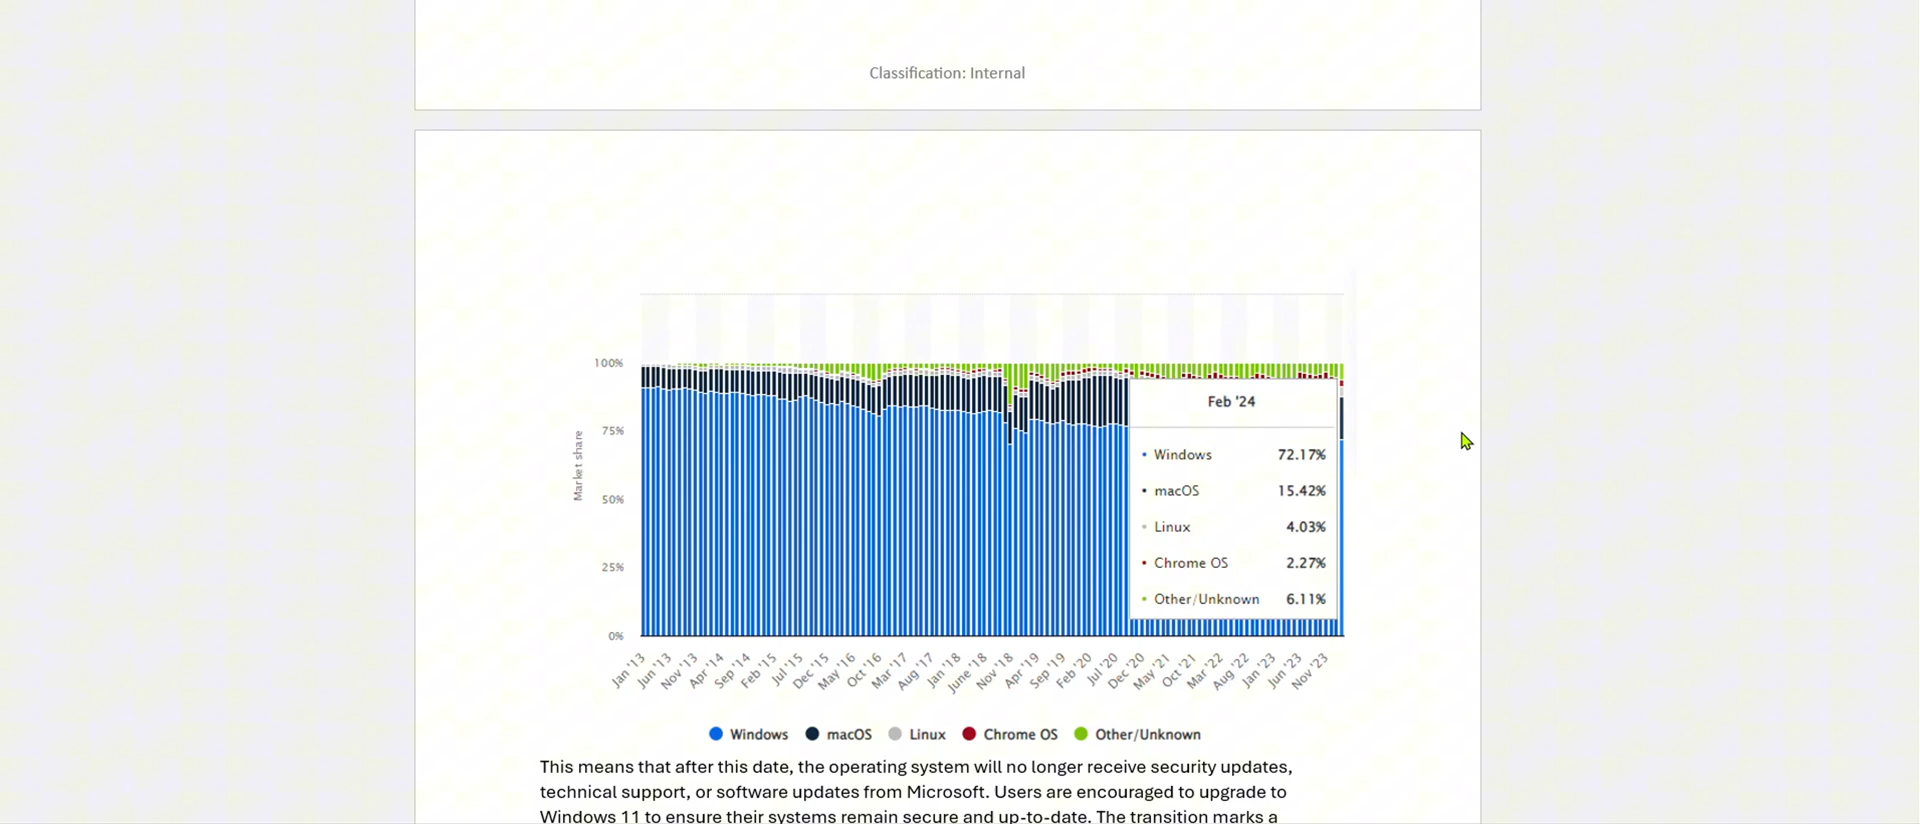 Classification: Internal
100%
75%
50%
25%
0%
Market share
Feb '24
Windows 72.17%
macOS 15.42%
Linux 4.03%
Chrome OS 2.27%
Other/Unknown 6.11%
Jan '13 Jun '13 Nov '13 Apr '14 Sep '14 Feb '15 Jul '15 Dec '15 May '16 Oct '16 Mar '17 Aug '17 Jan '18 June '18 Nov '18 Apr '19 Sep '19 Feb '20 Jul '20 Dec '20 May '21 Oct '21 Mar '22 Aug '22 Jan '23 Jun '23 Nov '23
Windows macOS Linux Chrome OS Other/Unknown
This means that after this date, the operating system will no longer receive security updates,
technical support, or software updates from Microsoft. Users are encouraged to upgrade to
Windows 11 to ensure their systems remain secure and up-to-date. The transition marks a